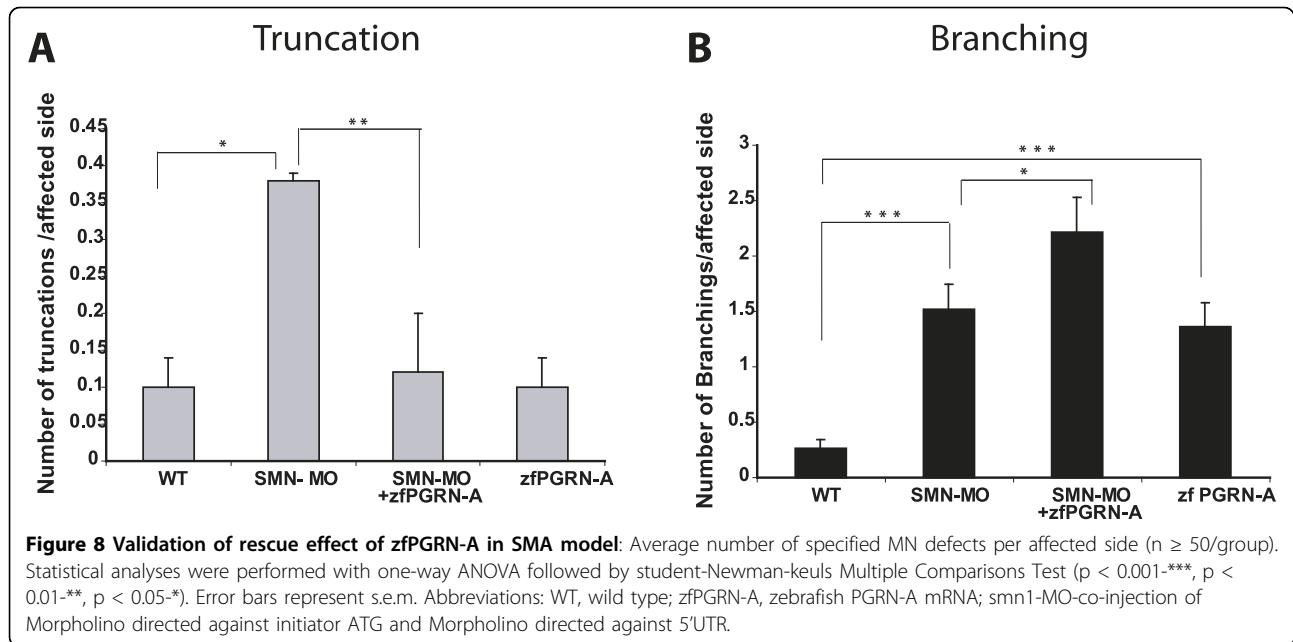 A Truncation
Number of truncations /affected side
0.45
0.4
0.35
0.3
0.25
0.2
0.15
0.1
0.05
0
*
**
WT
SMN- MO
SMN-MO
+zfPGRN-A
zfPGRN-A
B Branching
Number of Branchings/affected side
3
2.5
2
1.5
1
0.5
0
***
*
***
WT
SMN-MO
SMN-MO
+zfPGRN-A
zf PGRN-A
Figure 8 Validation of rescue effect of zfPGRN-A in SMA model: Average number of specified MN defects per affected side (n ≥ 50/group).
Statistical analyses were performed with one-way ANOVA followed by student-Newman-keuls Multiple Comparisons Test (p < 0.001-***, p <
0.01-**, p < 0.05-*). Error bars represent s.e.m. Abbreviations: WT, wild type; zfPGRN-A, zebrafish PGRN-A mRNA; smn1-MO-co-injection of
Morpholino directed against initiator ATG and Morpholino directed against 5'UTR.